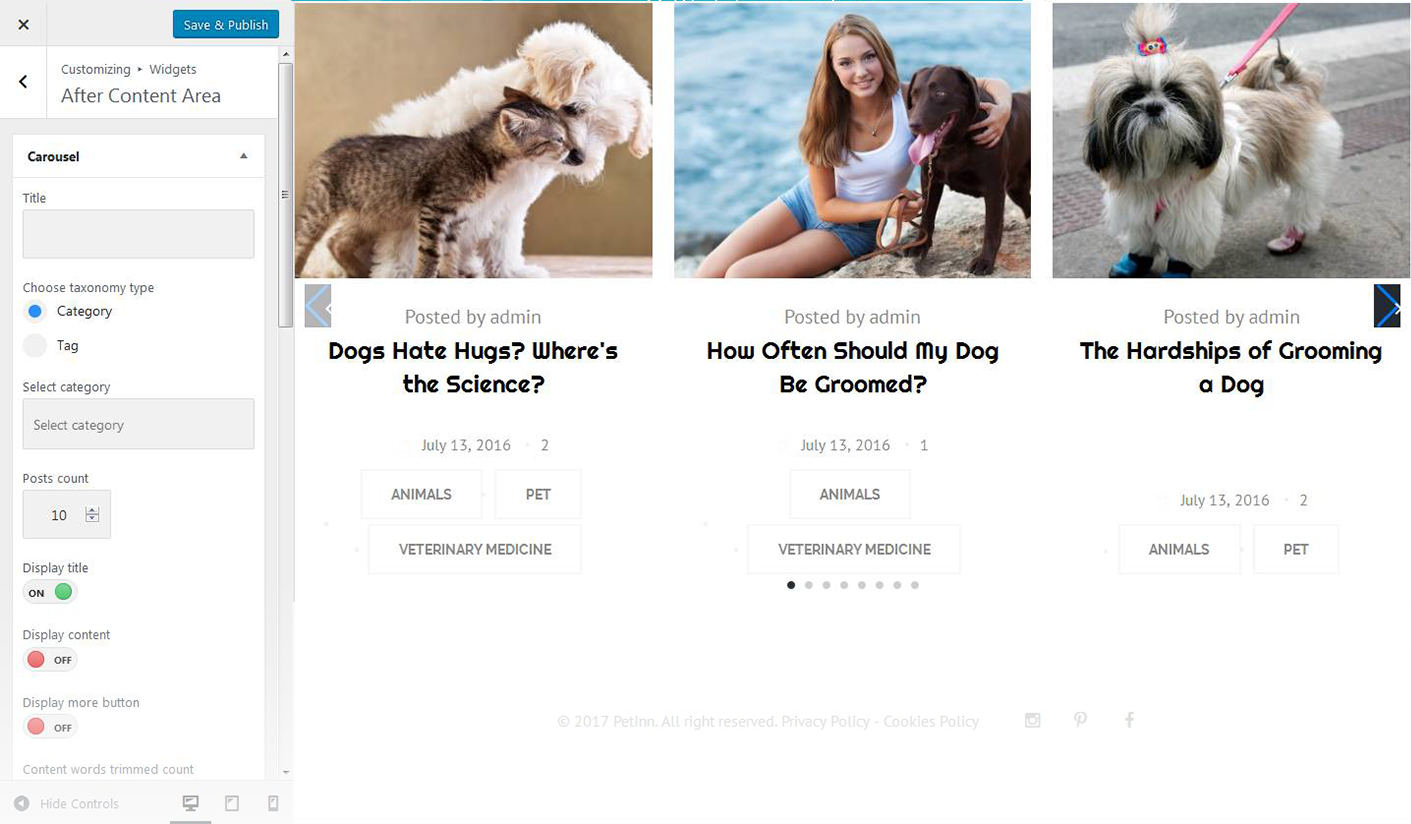 Save & Publish
Customizing ▸ Widgets
After Content Area
Carousel
Title
Choose taxonomy type
Category
Tag
Select category
Select category
Posts count
10
Display title
ON
Display content
OFF
Display more button
OFF
Content words trimmed count
Hide Controls
Posted by admin
Dogs Hate Hugs? Where's
the Science?
July 13, 2016 2
ANIMALS PET
VETERINARY MEDICINE
Posted by admin
How Often Should My Dog
Be Groomed?
July 13, 2016 1
ANIMALS
VETERINARY MEDICINE
Posted by admin
The Hardships of Grooming
a Dog
July 13, 2016 2
ANIMALS PET
© 2017 PetInn. All right reserved. Privacy Policy - Cookies Policy